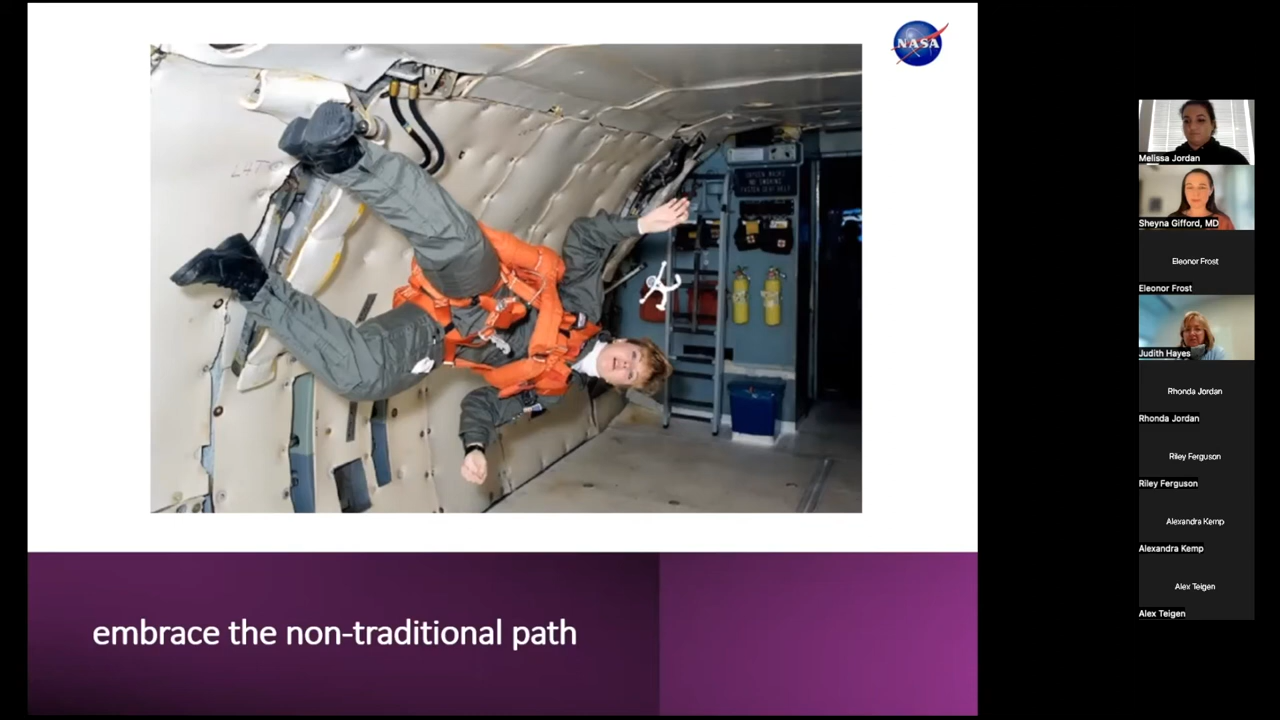 NASA
embrace the non-traditional path
Melissa Jordan
Sheyna Gifford, MD
Eleonor Frost
Eleonor Frost
Judith Hayes
Rhonda Jordan
Rhonda Jordan
Riley Ferguson
Riley Ferguson
Alexandra Kemp
Alexandra Kemp
Alex Teigen
Alex Teigen